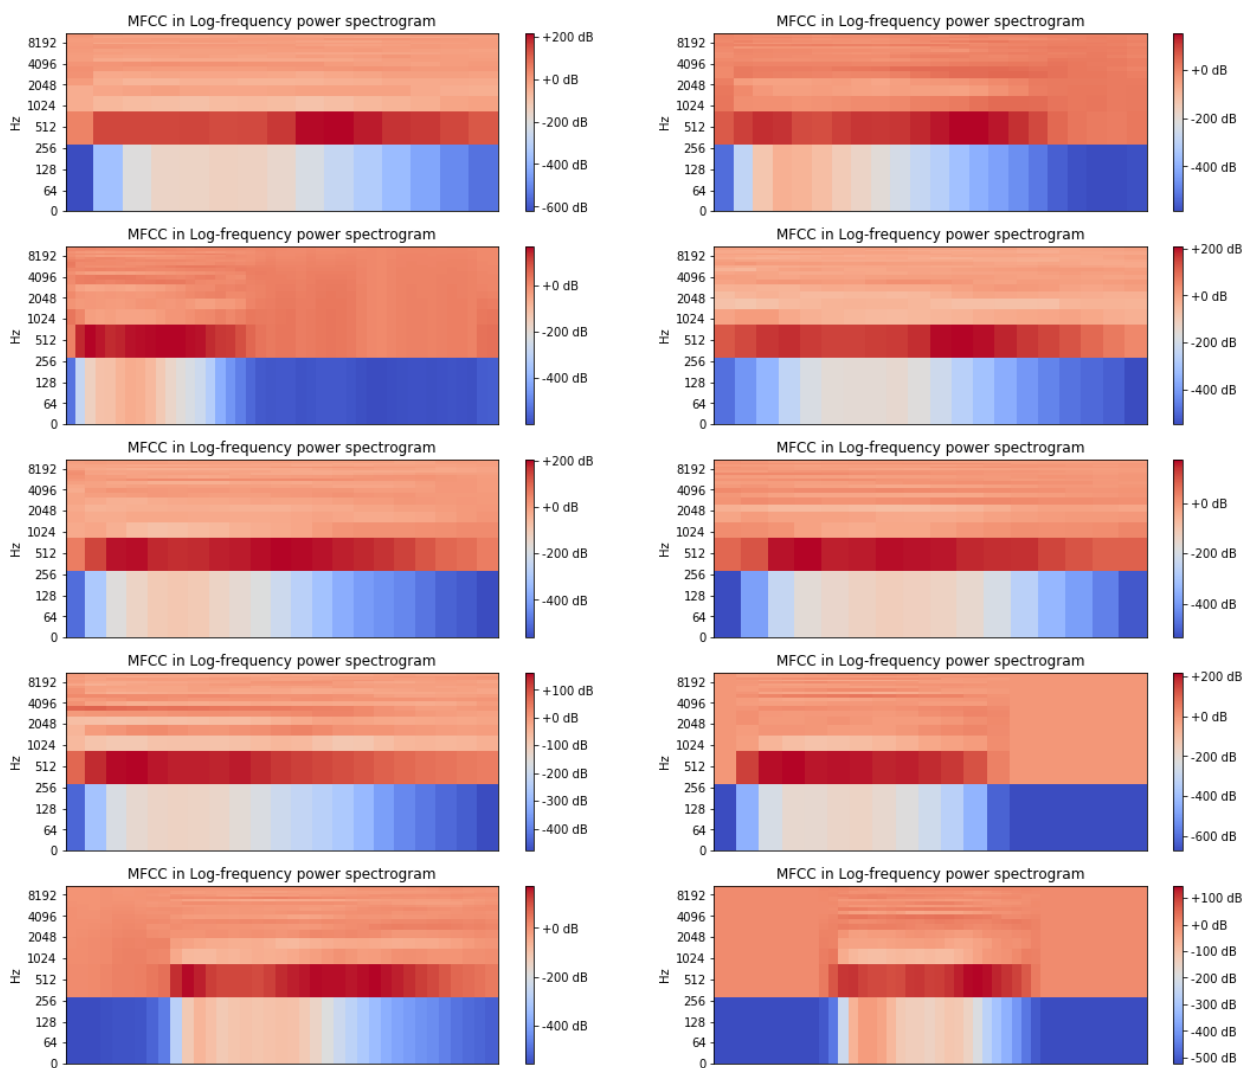 MFCC in Log-frequency power spectrogram
8192
4096
2048
1024
512
256
128
64
0
Hz
+200 dB
+0 dB
-200 dB
-400 dB
-600 dB
MFCC in Log-frequency power spectrogram
8192
4096
2048
1024
512
256
128
64
0
Hz
+0 dB
-200 dB
-400 dB
MFCC in Log-frequency power spectrogram
8192
4096
2048
1024
512
256
128
64
0
Hz
+0 dB
-200 dB
-400 dB
MFCC in Log-frequency power spectrogram
8192
4096
2048
1024
512
256
128
64
0
Hz
+200 dB
+0 dB
-200 dB
-400 dB
MFCC in Log-frequency power spectrogram
8192
4096
2048
1024
512
256
128
64
0
Hz
+200 dB
+0 dB
-200 dB
-400 dB
MFCC in Log-frequency power spectrogram
8192
4096
2048
1024
512
256
128
64
0
Hz
+0 dB
-200 dB
-400 dB
MFCC in Log-frequency power spectrogram
8192
4096
2048
1024
512
256
128
64
0
Hz
+100 dB
+0 dB
-100 dB
-200 dB
-300 dB
-400 dB
MFCC in Log-frequency power spectrogram
8192
4096
2048
1024
512
256
128
64
0
Hz
+200 dB
+0 dB
-200 dB
-400 dB
-600 dB
MFCC in Log-frequency power spectrogram
8192
4096
2048
1024
512
256
128
64
0
Hz
+0 dB
-200 dB
-400 dB
MFCC in Log-frequency power spectrogram
8192
4096
2048
1024
512
256
128
64
0
Hz
+100 dB
+0 dB
-100 dB
-200 dB
-300 dB
-400 dB
-500 dB